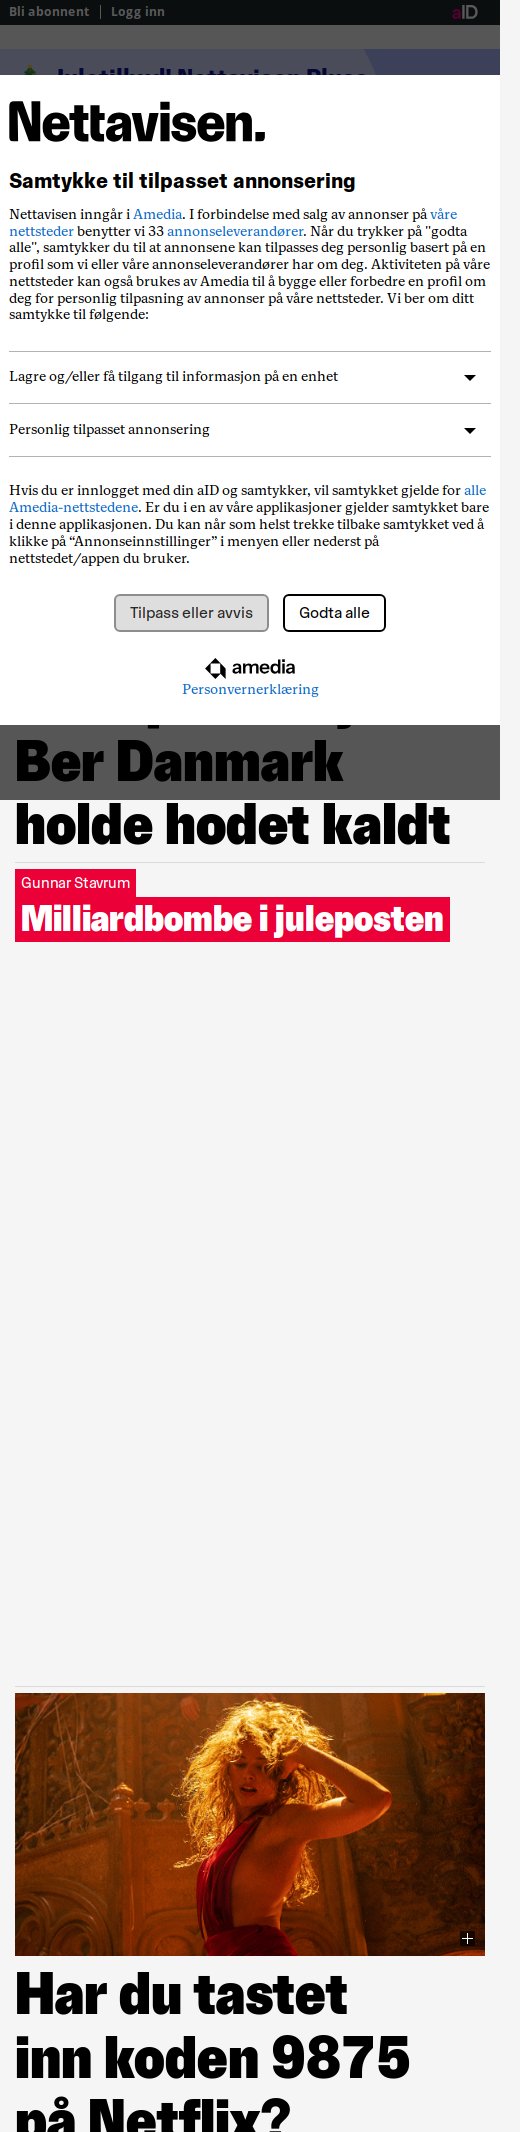 Bli abonnent | Logg inn
aID
Juletilbud! Nettavisen Pluss
Nettavisen.
Samtykke til tilpasset annonsering
Nettavisen inngår i Amedia. I forbindelse med salg av annonser på våre
nettsteder benytter vi 33 annonseleverandører. Når du trykker på "godta
alle", samtykker du til at annonsene kan tilpasses deg personlig basert på en
profil som vi eller våre annonseleverandører har om deg. Aktiviteten på våre
nettsteder kan også brukes av Amedia til å bygge eller forbedre en profil om
deg for personlig tilpasning av annonser på våre nettsteder. Vi ber om ditt
samtykke til følgende:
Lagre og/eller få tilgang til informasjon på en enhet
Personlig tilpasset annonsering
Hvis du er innlogget med din aID og samtykker, vil samtykket gjelde for alle
Amedia-nettstedene. Er du i en av våre applikasjoner gjelder samtykket bare
i denne applikasjonen. Du kan når som helst trekke tilbake samtykket ved å
klikke på “Annonseinnstillinger” i menyen eller nederst på
nettstedet/appen du bruker.
Tilpass eller avvis
Godta alle
amedia
Personvernerklæring
Ber Danmark
holde hodet kaldt
Gunnar Stavrum
Milliardbombe i juleposten
Har du tastet
inn koden 9875
på Netflix?